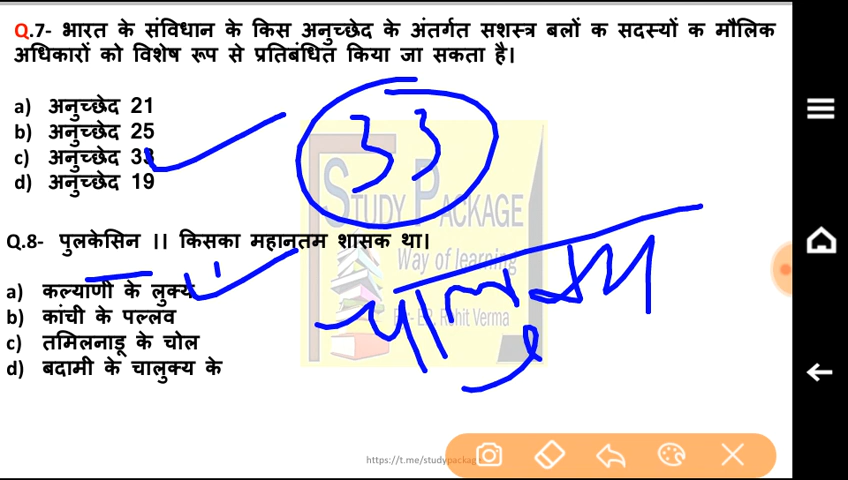 Q.7- भारत के संविधान के किस अनुच्छेद के अंतर्गत सशस्त्र बलों क सदस्यों क मौलिक
अधिकारों को विशेष रूप से प्रतिबंधित किया जा सकता है।
a) अनुच्छेद 21
b) अनुच्छेद 25
c) अनुच्छेद 33
d) अनुच्छेद 19
33
STUDY PACKAGE
Way of learning
Rohit Verma
Q.8- पुलकेसिन ।। किसका महानतम शासक था।
a) कल्याणी के लुक्य
b) कांची के पल्लव
c) तमिलनाडू के चोल
d) बदामी के चालुक्य के
https://t.me/studypackage